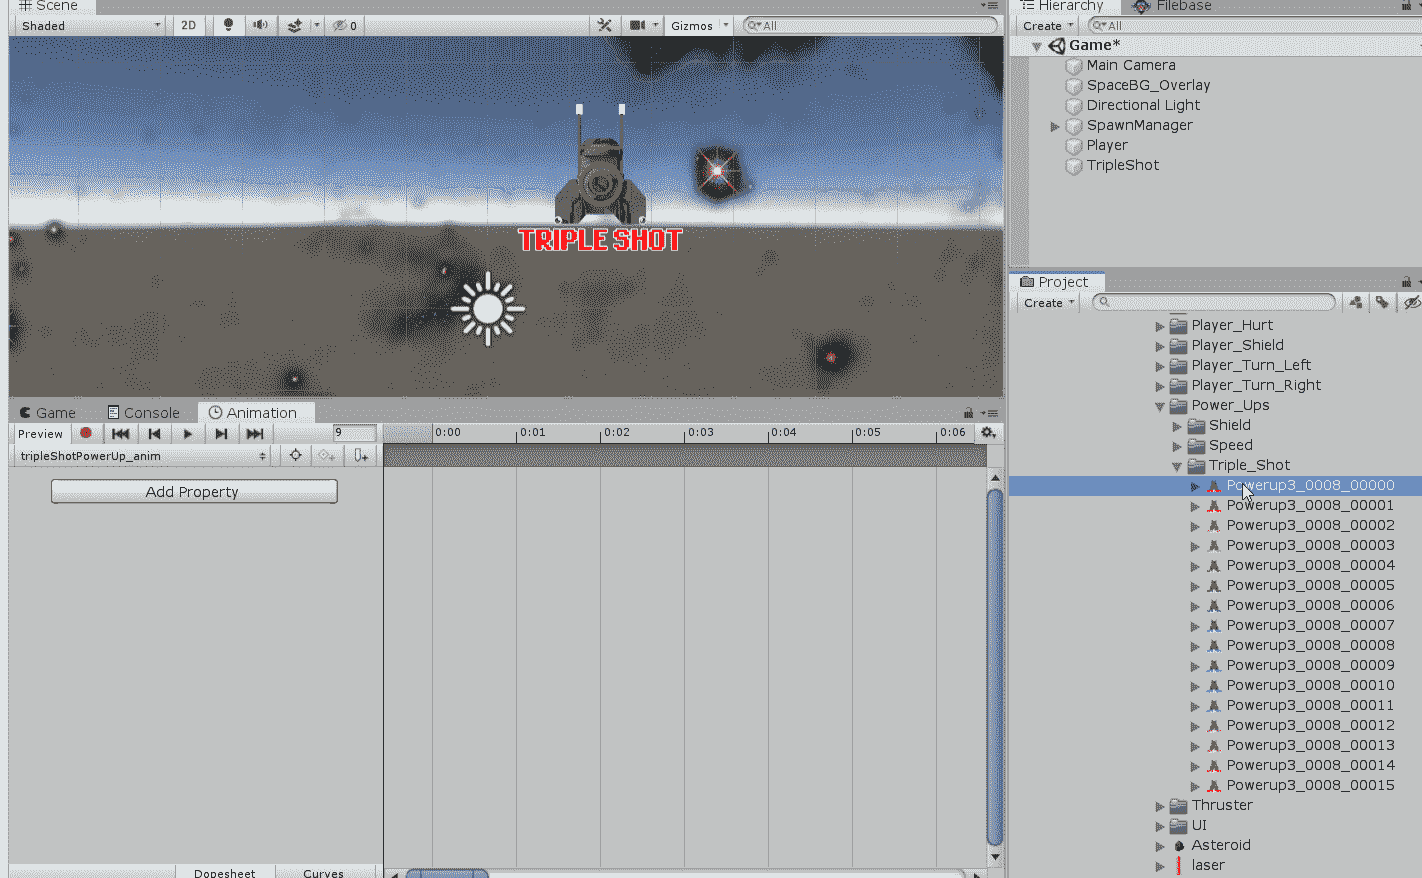 Scene
Shaded
2D
0
Gizmos
All
TRIPLE SHOT
Hierarchy
Filebase
Create
All
Game*
Main Camera
SpaceBG_Overlay
Directional Light
SpawnManager
Player
TripleShot
Project
Create
Player_Hurt
Player_Shield
Player_Turn_Left
Player_Turn_Right
Power_Ups
Shield
Speed
Triple_Shot
Powerup3_0008_00000
Powerup3_0008_00001
Powerup3_0008_00002
Powerup3_0008_00003
Powerup3_0008_00004
Powerup3_0008_00005
Powerup3_0008_00006
Powerup3_0008_00007
Powerup3_0008_00008
Powerup3_0008_00009
Powerup3_0008_00010
Powerup3_0008_00011
Powerup3_0008_00012
Powerup3_0008_00013
Powerup3_0008_00014
Powerup3_0008_00015
Thruster
UI
Asteroid
laser
Game
Console
Animation
Preview
9
0:00
0:01
0:02
0:03
0:04
0:05
0:06
tripleShotPowerUp_anim
Add Property
Dopesheet
Curves